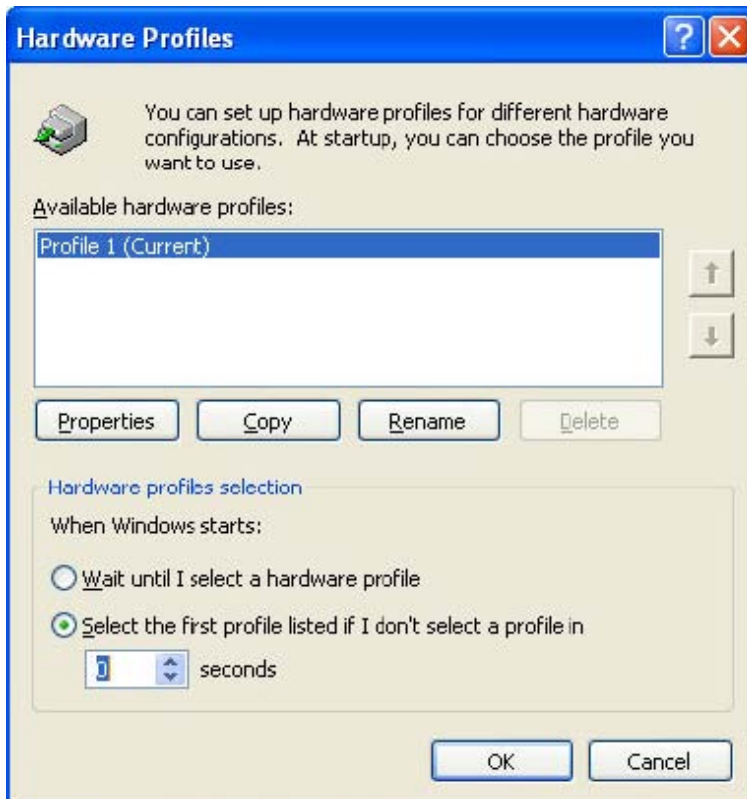 Hardware Profiles
You can set up hardware profiles for different hardware
configurations. At startup, you can choose the profile you
want to use.
Available hardware profiles:
Profile 1 (Current)
Properties
Copy
Rename
Delete
Hardware profiles selection
When Windows starts:
Wait until I select a hardware profile
Select the first profile listed if I don't select a profile in
0 seconds
OK
Cancel